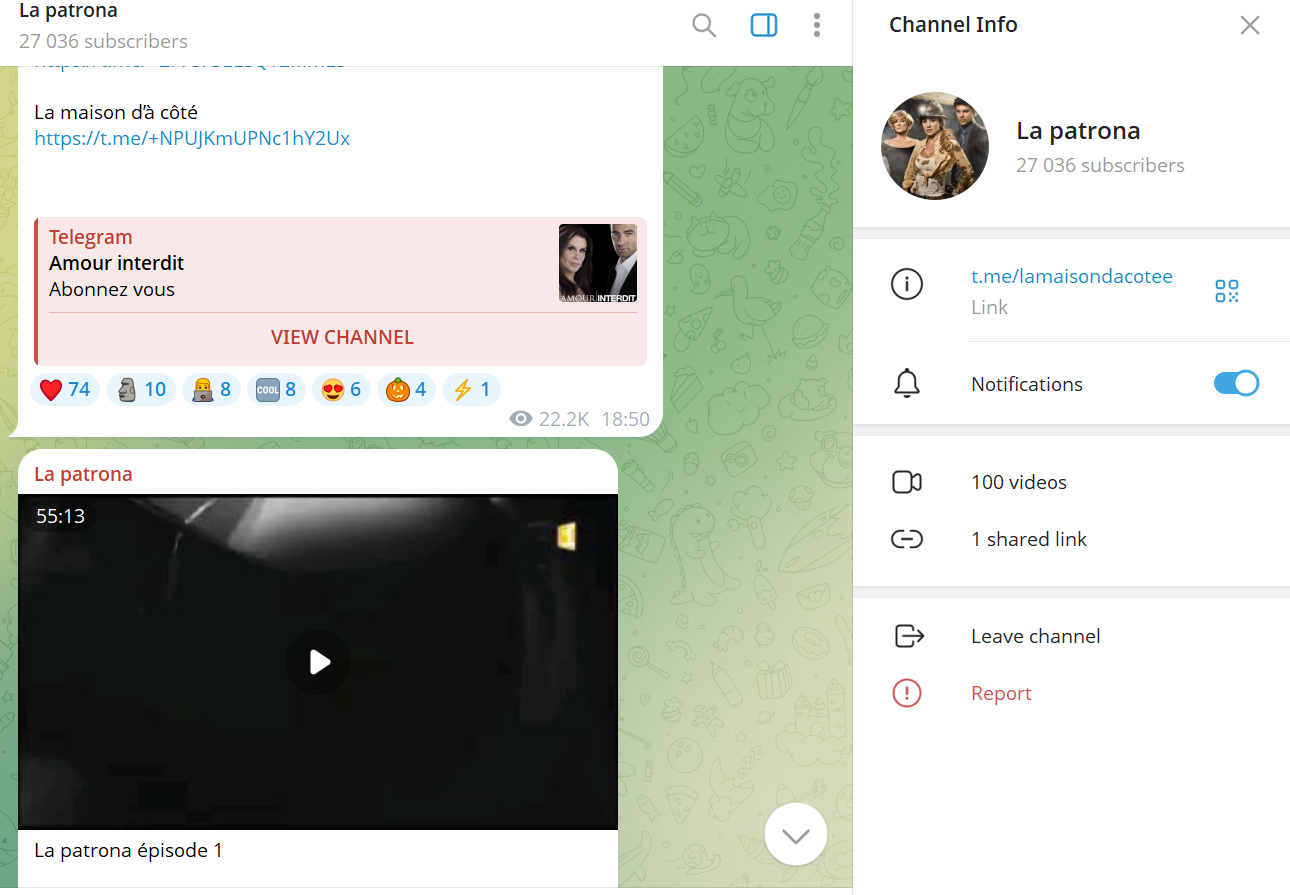 La patrona
27 036 subscribers
La maison d'à côté
https://t.me/+NPUJKmUPNc1hY2Ux
Telegram
Amour interdit
Abonnez vous
AMOUR INTERDIT
VIEW CHANNEL
74 10 COOL 8 8 6 4 1
22.2K 18:50
La patrona
55:13
La patrona épisode 1
Channel Info
La patrona
27 036 subscribers
t.me/lamaisondacotee
Link
Notifications
100 videos
1 shared link
Leave channel
Report